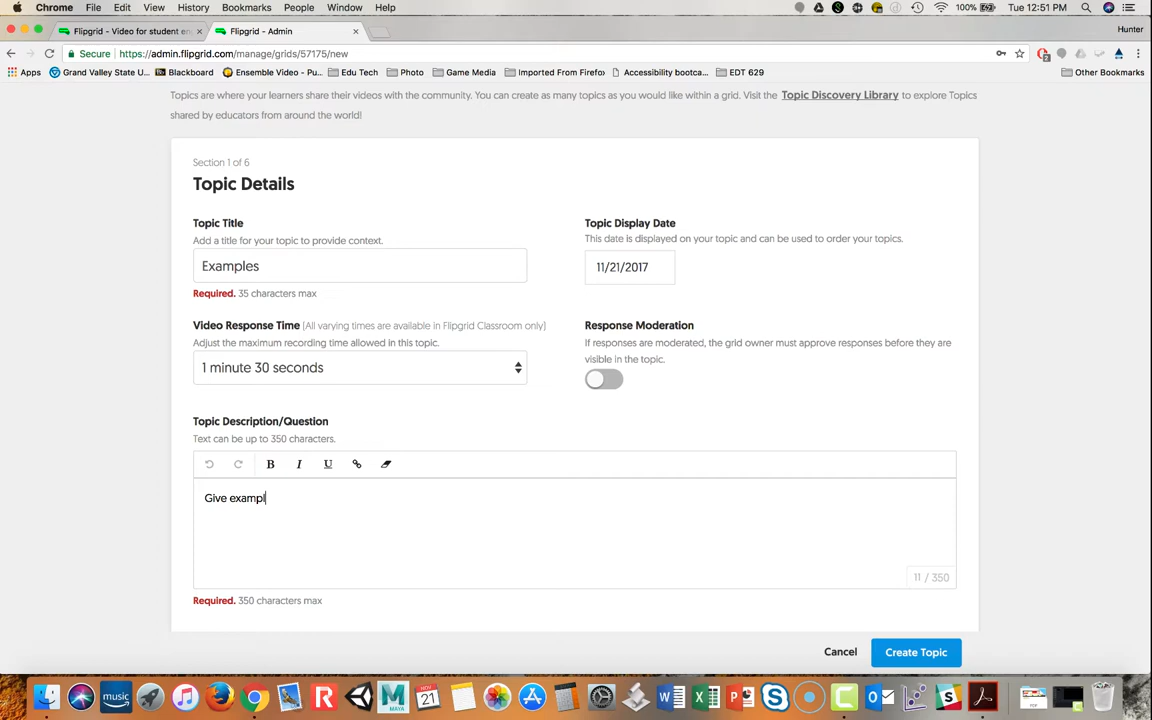 Chrome File Edit View History Bookmarks People Window Help 100% Tue 12:51 PM
Flipgrid - Video for student en Flipgrid - Admin Hunter
Secure https://admin.flipgrid.com/manage/grids/57175/new
Apps Grand Valley State U... Blackboard Ensemble Video - Pu... Edu Tech Photo Game Media Imported From Firefox Accessibility bootca... EDT 629 Other Bookmarks
Topics are where your learners share their videos with the community. You can create as many topics as you would like within a grid. Visit the Topic Discovery Library to explore Topics
shared by educators from around the world!
Section 1 of 6
Topic Details
Topic Title
Add a title for your topic to provide context.
Examples
Required. 35 characters max
Topic Display Date
This date is displayed on your topic and can be used to order your topics.
11/21/2017
Video Response Time [All varying times are available in Flipgrid Classroom only]
Adjust the maximum recording time allowed in this topic.
1 minute 30 seconds
Response Moderation
If responses are moderated, the grid owner must approve responses before they are
visible in the topic.
Topic Description/Question
Text can be up to 350 characters.
B I U
Give exampl
11 / 350
Required. 350 characters max
Cancel Create Topic
music NOV 21